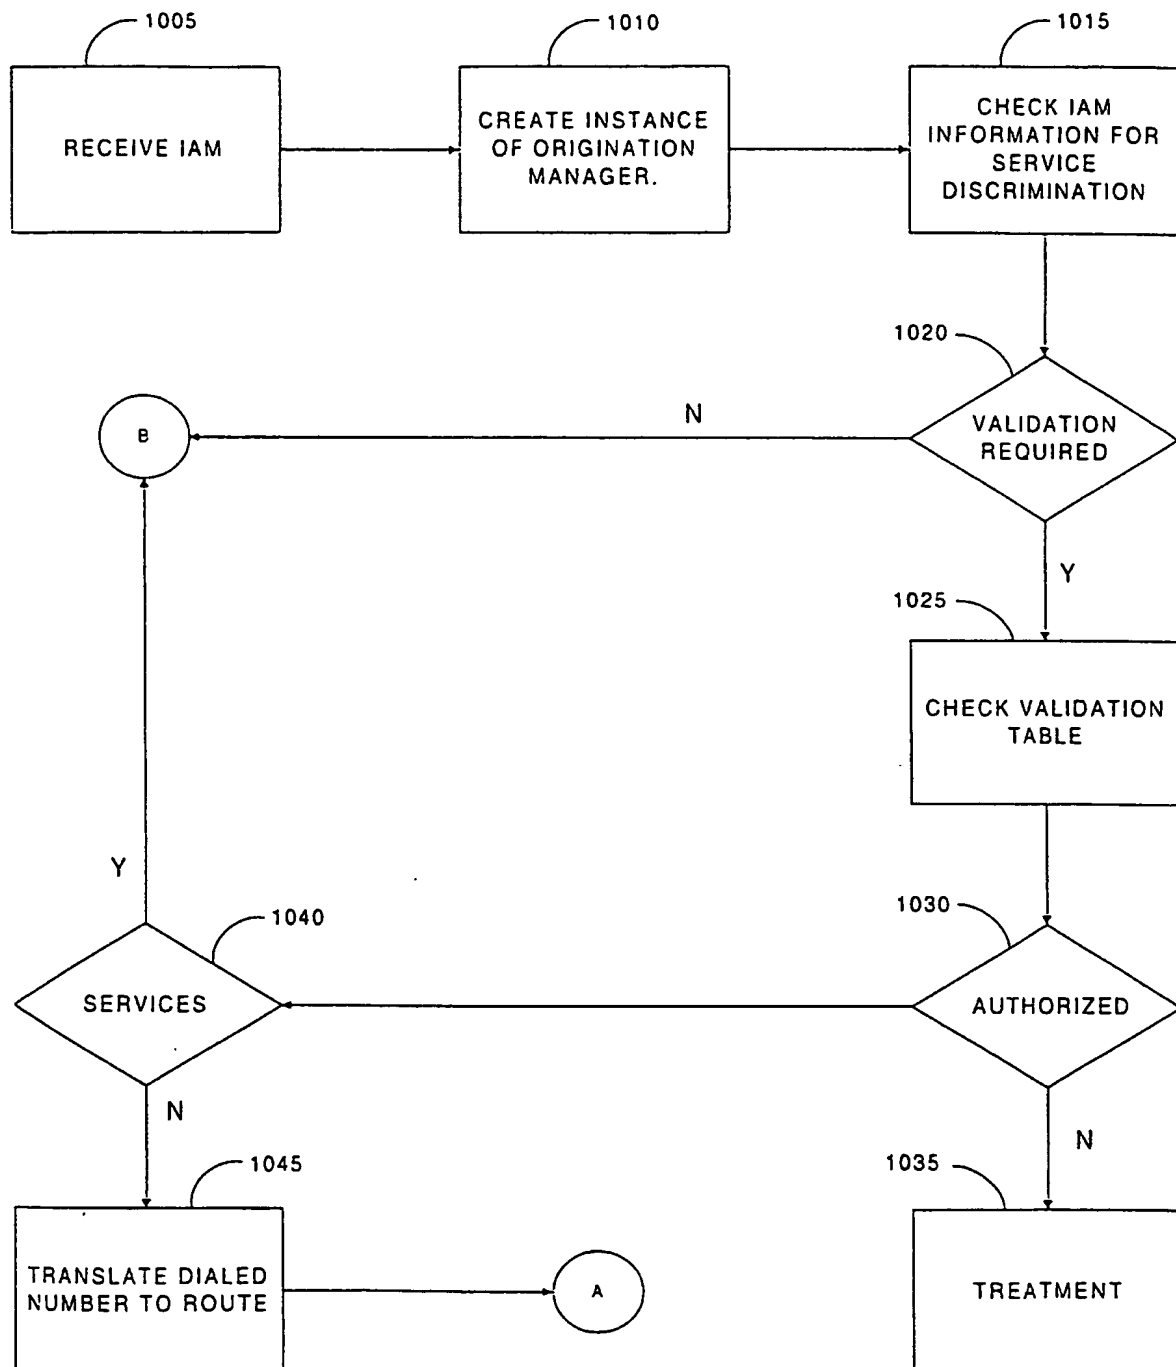 1005
RECEIVE IAM
1010
CREATE INSTANCE
OF ORIGINATION
MANAGER.
1015
CHECK IAM
INFORMATION FOR
SERVICE
DISCRIMINATION
1020
VALIDATION
REQUIRED
N
B
Y
1025
CHECK VALIDATION
TABLE
1030
AUTHORIZED
Y
1040
SERVICES
N
N
1045
TRANSLATE DIALED
NUMBER TO ROUTE
A
1035
TREATMENT